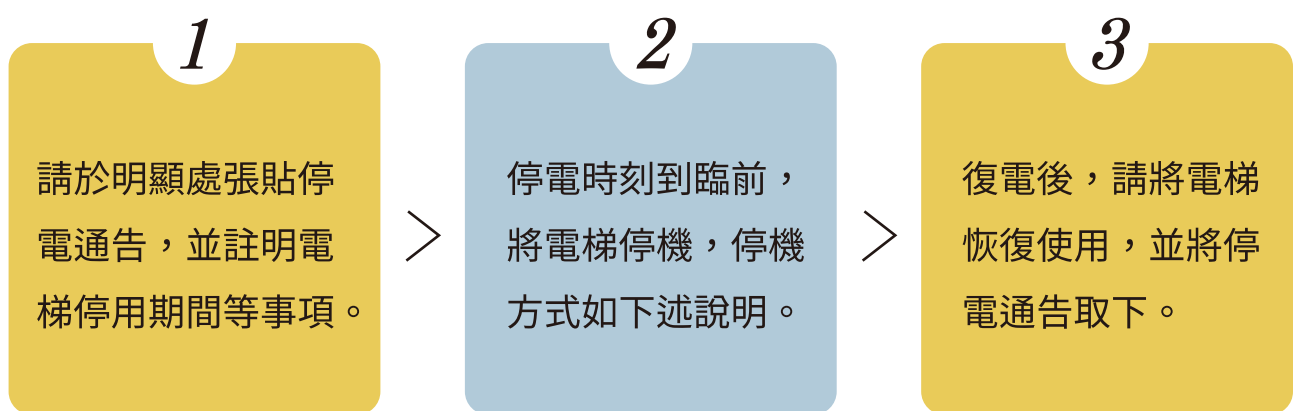 1
請於明顯處張貼停
電通告，並註明電
梯停用期間等事項。
2
停電時刻到臨前，
將電梯停機，停機
方式如下述說明。
3
復電後，請將電梯
恢復使用，並將停
電通告取下。